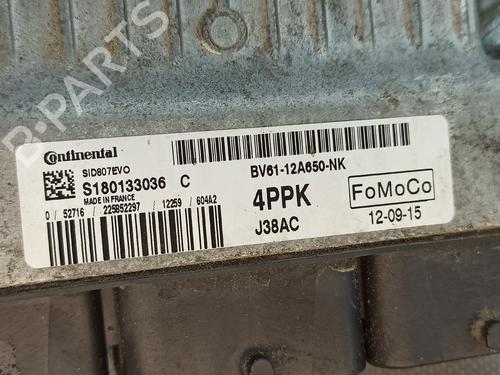 Continental
SID807EVO
S180133036 C
MADE IN FRANCE
0 / 52716 / 225852297 / 12259 / 604A2
BV61-12A650-NK
4PPK
FoMoCo
J38AC
12-09-15
D-PARTS